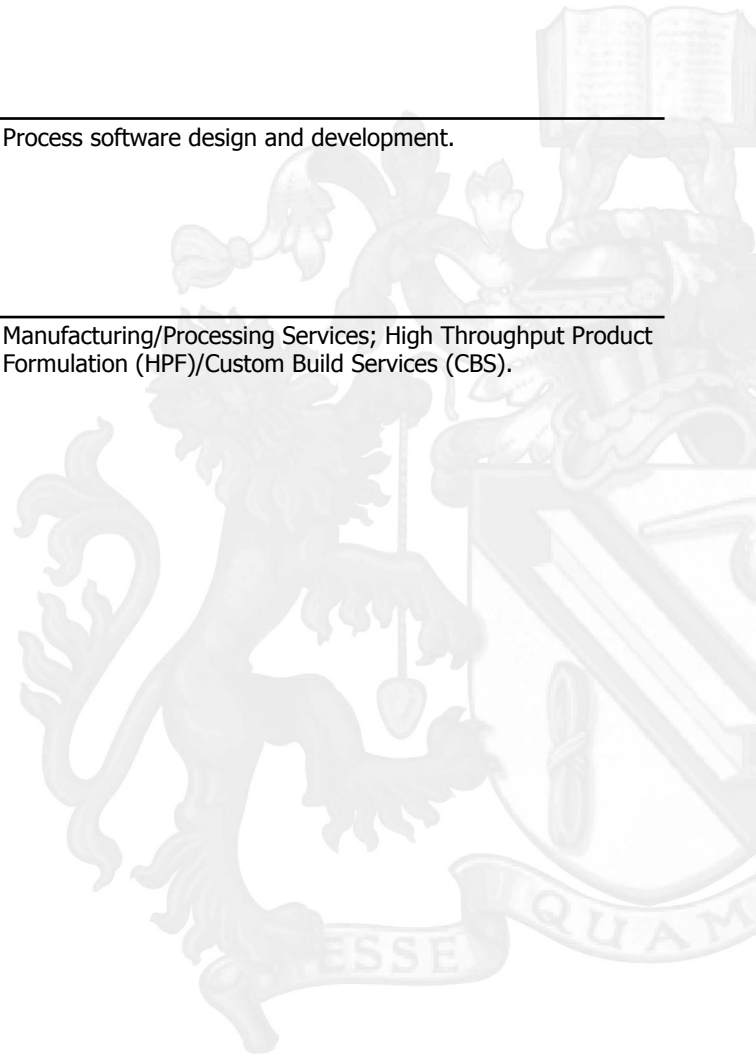 Process software design and development.
Manufacturing/Processing Services; High Throughput Product
Formulation (HPF)/Custom Build Services (CBS).
ESSE QUAM